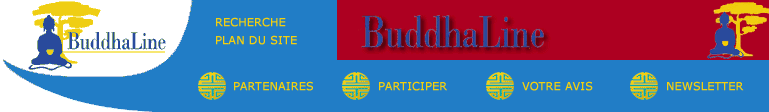 BuddhaLine
RECHERCHE
PLAN DU SITE
BuddhaLine
PARTENAIRES
PARTICIPER
VOTRE AVIS
NEWSLETTER